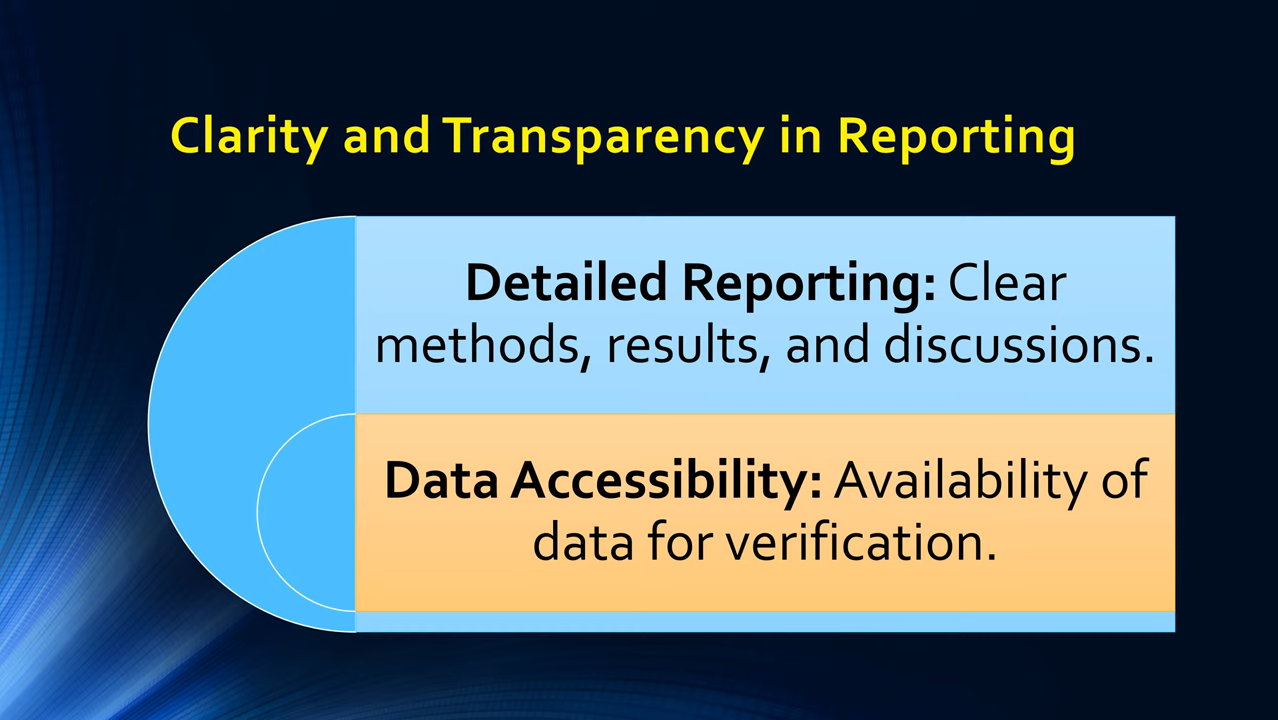 Clarity and Transparency in Reporting
Detailed Reporting: Clear
methods, results, and discussions.
Data Accessibility: Availability of
data for verification.